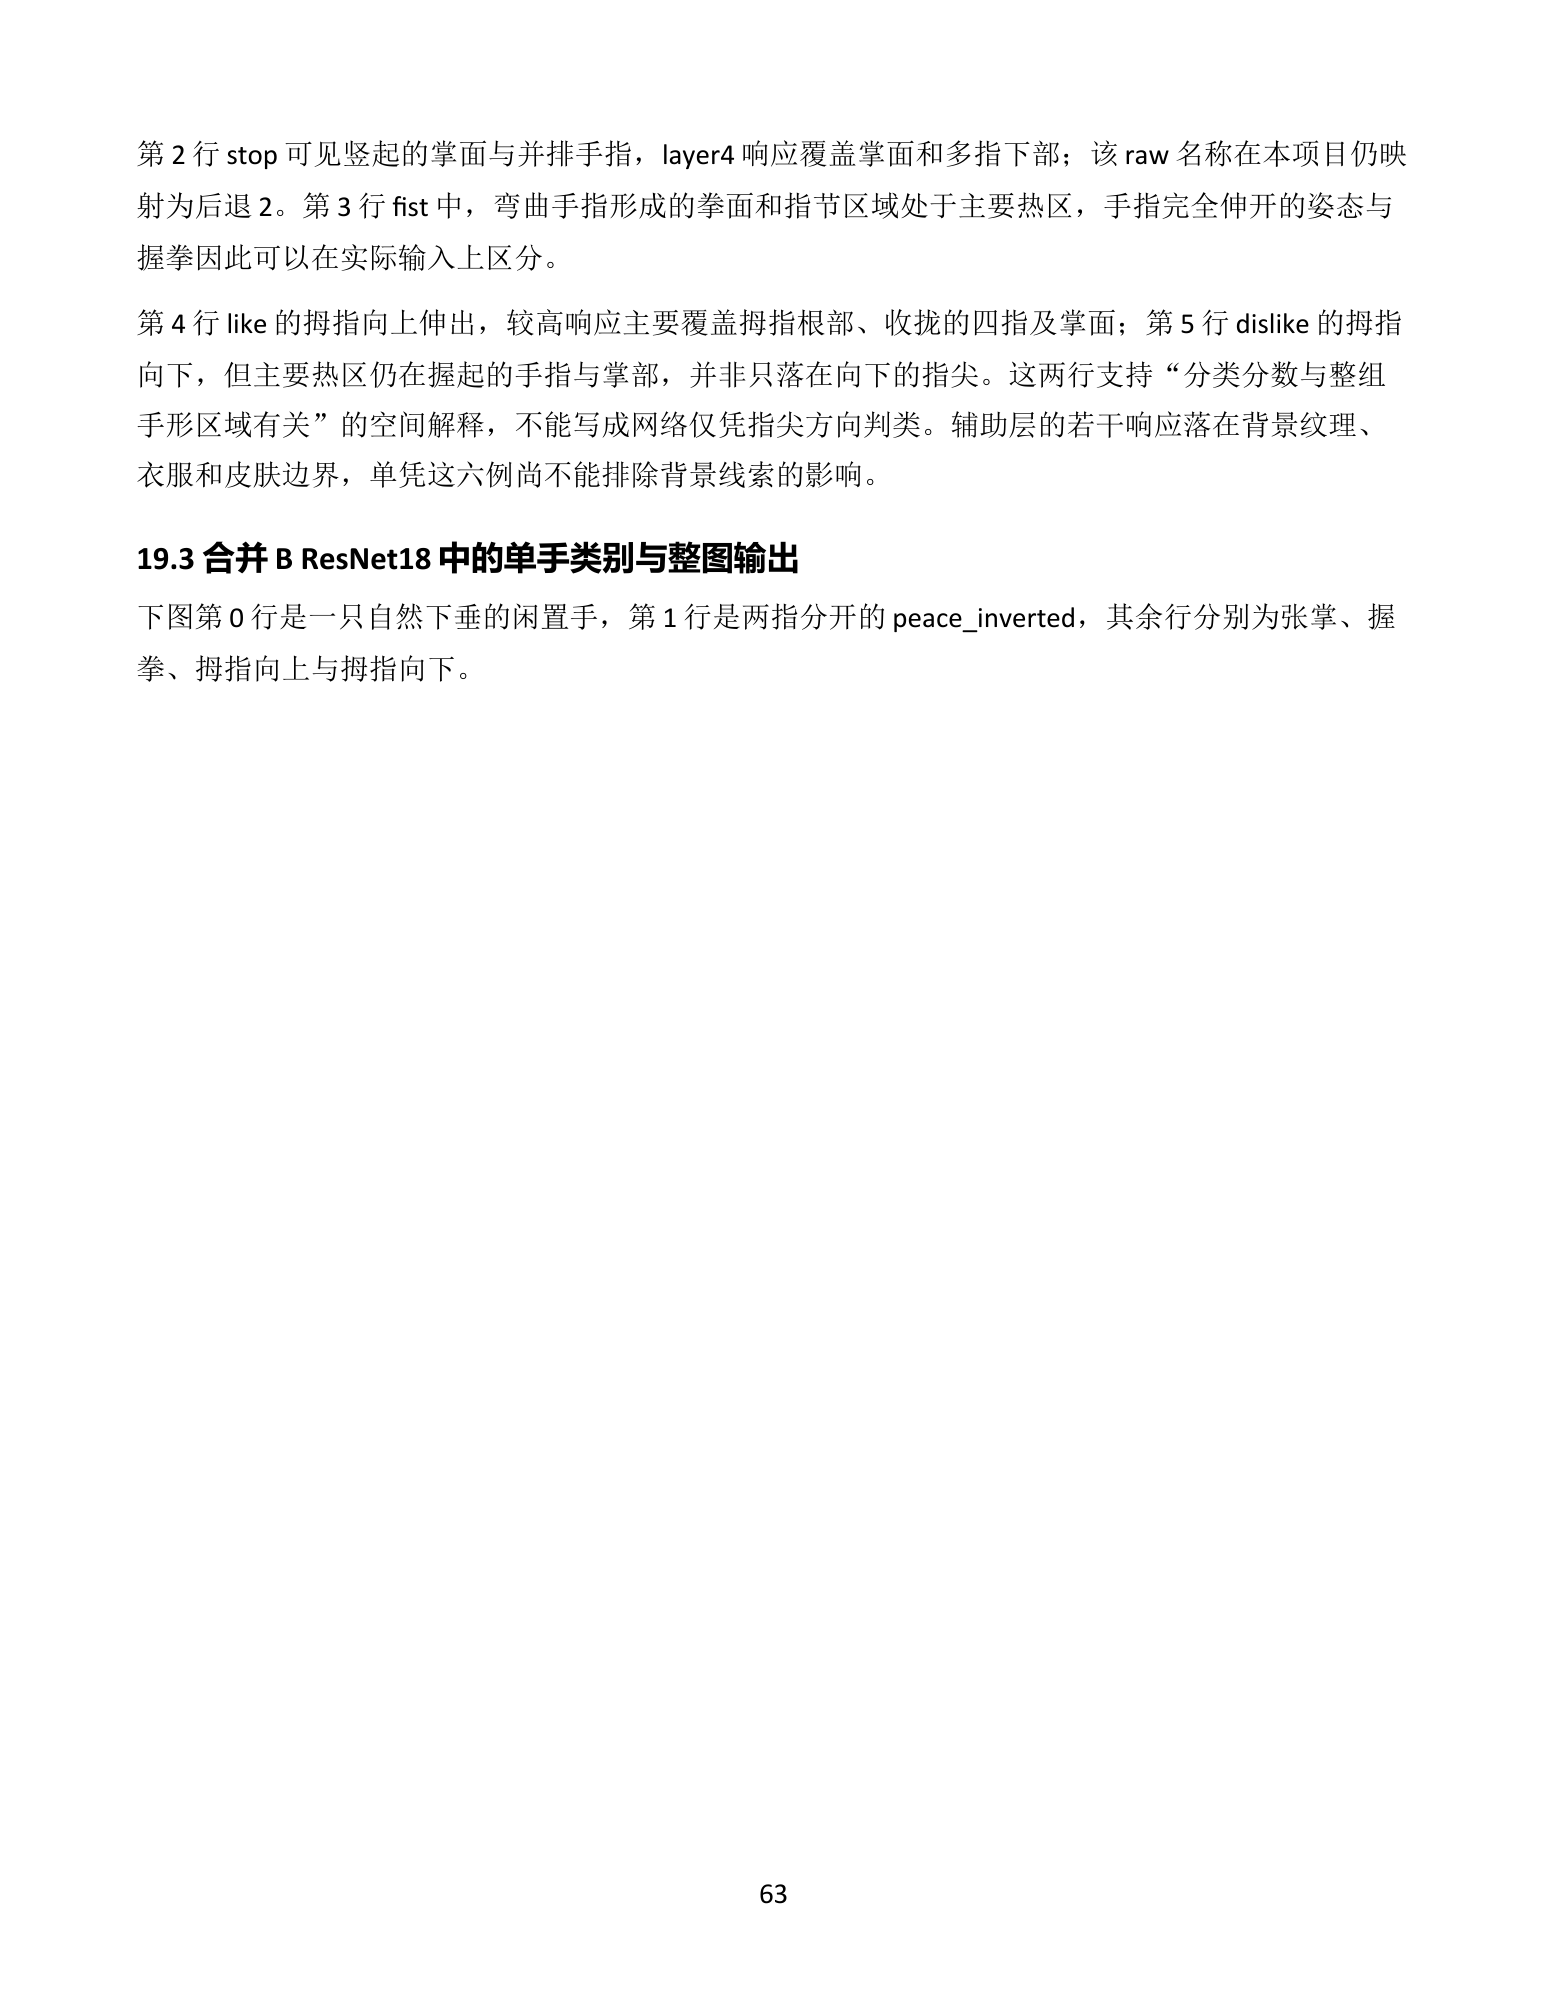 第 2 行 stop 可见竖起的掌面与并排手指，layer4 响应覆盖掌面和多指下部；该 raw 名称在本项目仍映
射为后退 2。第 3 行 fist 中，弯曲手指形成的拳面和指节区域处于主要热区，手指完全伸开的姿态与
握拳因此可以在实际输入上区分。
第 4 行 like 的拇指向上伸出，较高响应主要覆盖拇指根部、收拢的四指及掌面；第 5 行 dislike 的拇指
向下，但主要热区仍在握起的手指与掌部，并非只落在向下的指尖。这两行支持“分类分数与整组
手形区域有关”的空间解释，不能写成网络仅凭指尖方向判类。辅助层的若干响应落在背景纹理、
衣服和皮肤边界，单凭这六例尚不能排除背景线索的影响。
19.3 合并 B ResNet18 中的单手类别与整图输出
下图第 0 行是一只自然下垂的闲置手，第 1 行是两指分开的 peace_inverted，其余行分别为张掌、握
拳、拇指向上与拇指向下。
63